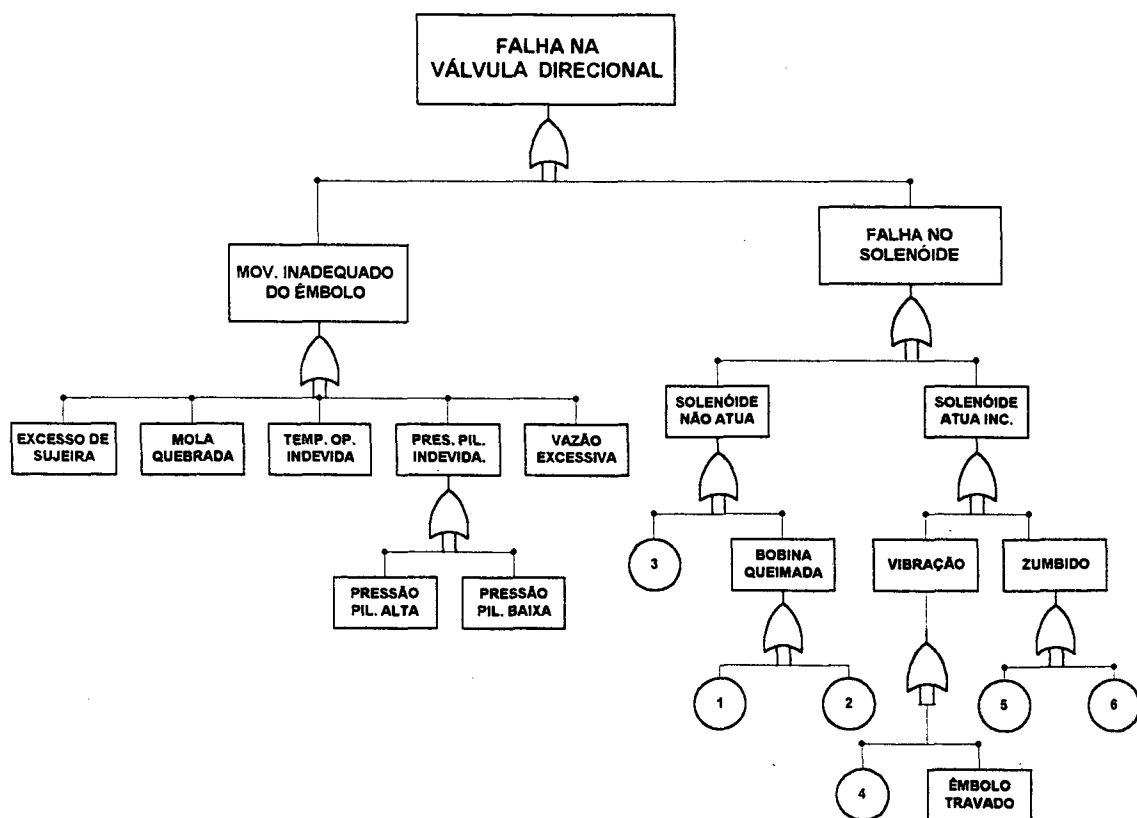 FALHA NA
VÁLVULA DIRECIONAL
MOV. INADEQUADO
DO ÊMBOLO
FALHA NO
SOLENÓIDE
EXCESSO DE
SUJEIRA
MOLA
QUEBRADA
TEMP. OP.
INDEVIDA
PRES. PIL.
INDEVIDA.
VAZÃO
EXCESSIVA
SOLENÓIDE
NÃO ATUA
SOLENÓIDE
ATUA INC.
PRESSÃO
PIL. ALTA
PRESSÃO
PIL. BAIXA
3
BOBINA
QUEIMADA
VIBRAÇÃO
ZUMBIDO
1
2
5
6
4
ÊMBOLO
TRAVADO